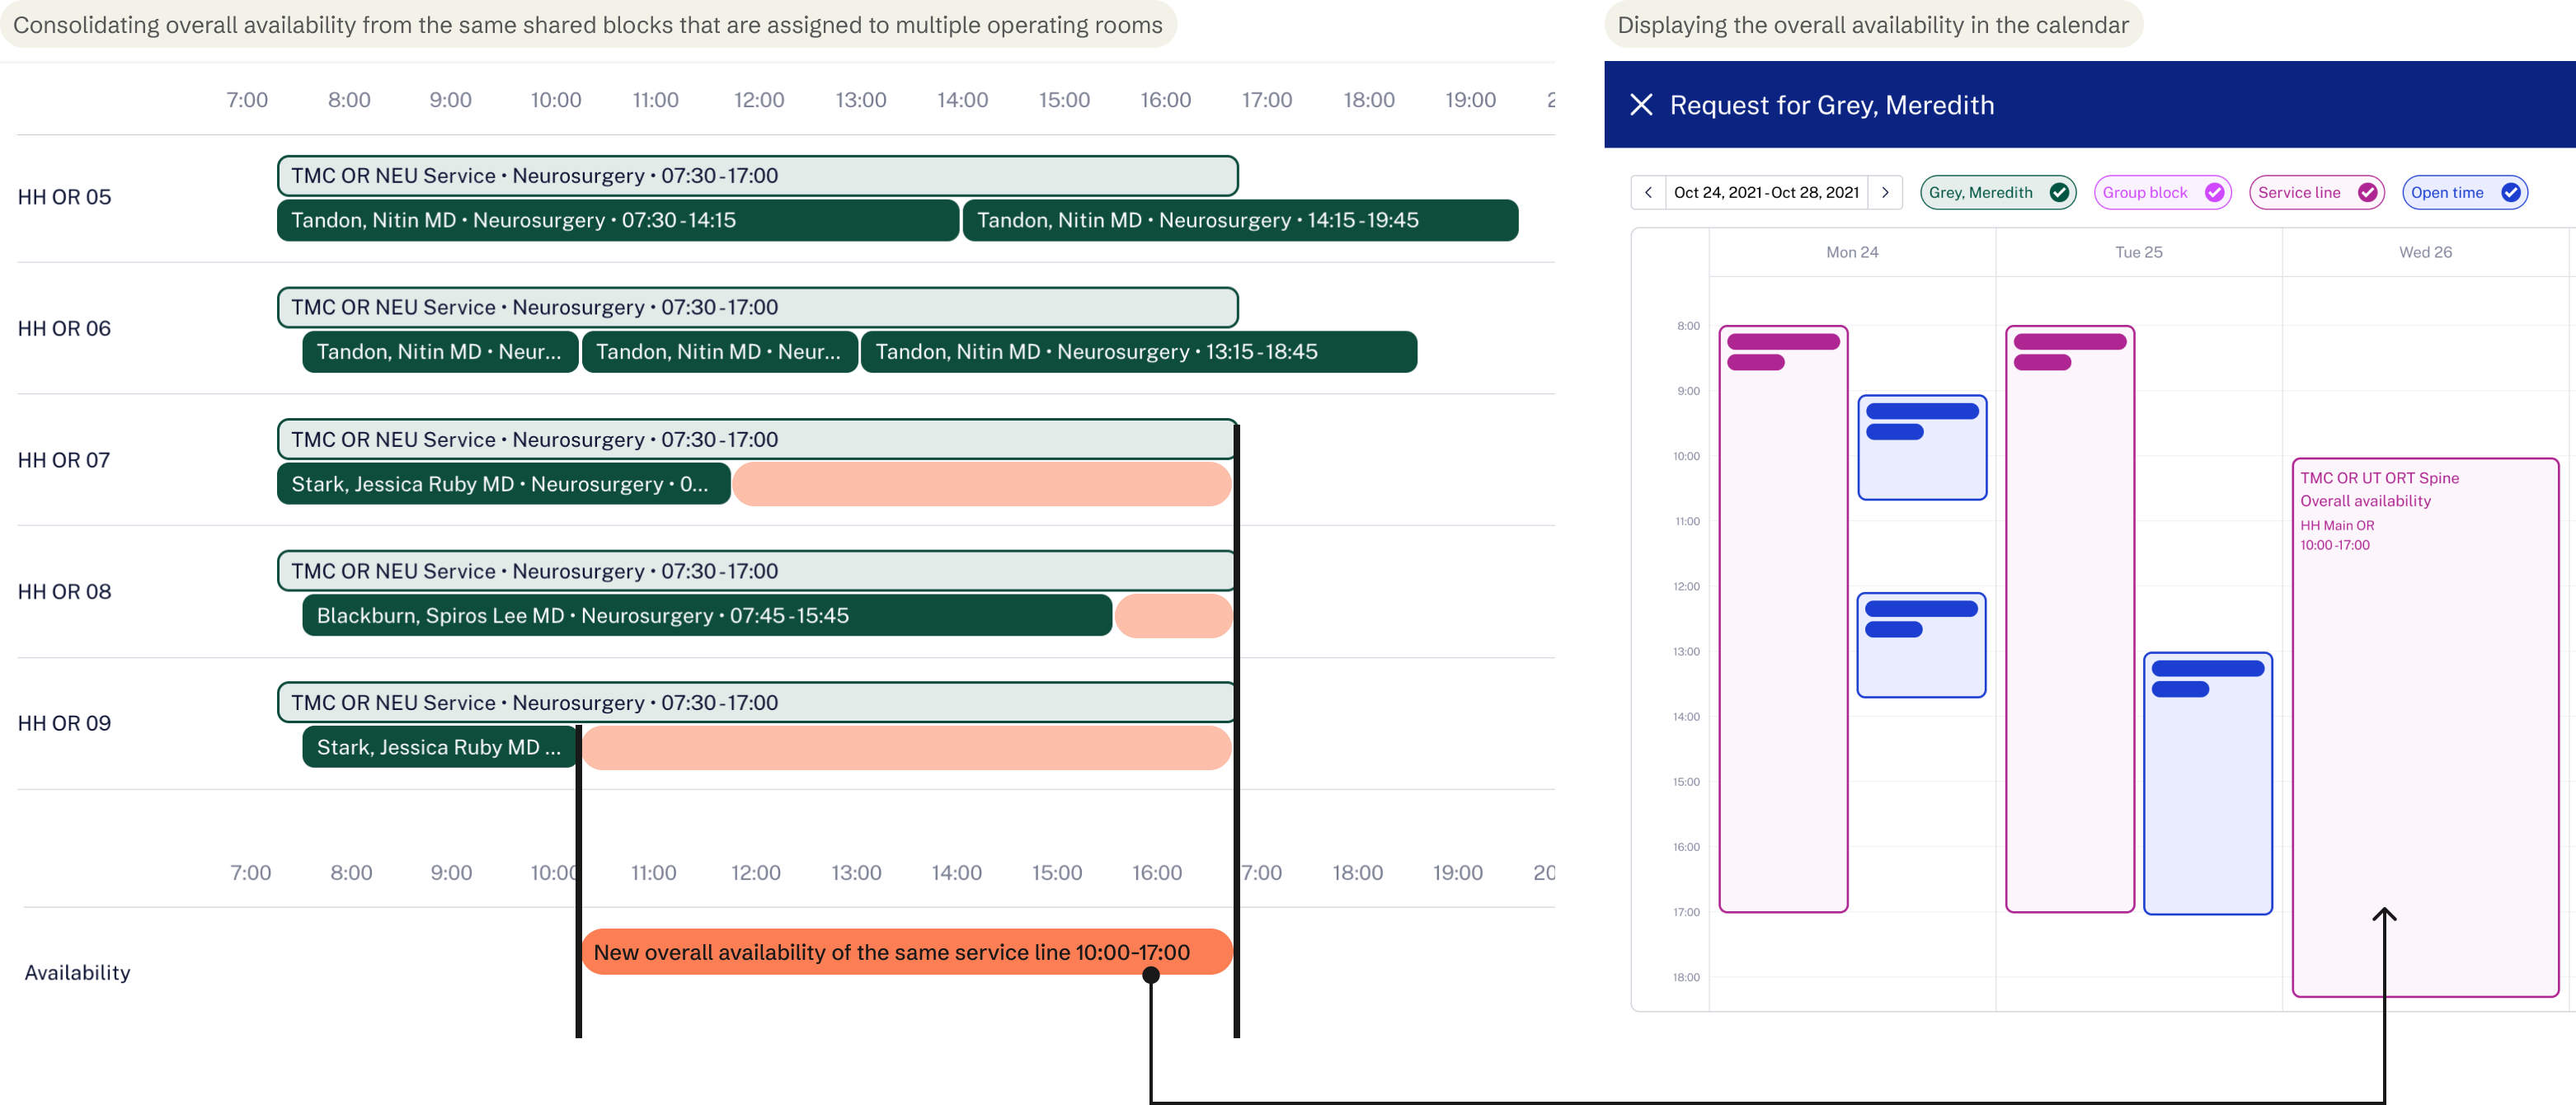 Consolidating overall availability from the same shared blocks that are assigned to multiple operating rooms
7:00 8:00 9:00 10:00 11:00 12:00 13:00 14:00 15:00 16:00 17:00 18:00 19:00 2
HH OR 05
TMC OR NEU Service • Neurosurgery • 07:30-17:00
Tandon, Nitin MD • Neurosurgery • 07:30-14:15
Tandon, Nitin MD • Neurosurgery • 14:15-19:45
HH OR 06
TMC OR NEU Service • Neurosurgery • 07:30-17:00
Tandon, Nitin MD • Neur...
Tandon, Nitin MD • Neur...
Tandon, Nitin MD • Neurosurgery • 13:15-18:45
HH OR 07
TMC OR NEU Service • Neurosurgery • 07:30-17:00
Stark, Jessica Ruby MD • Neurosurgery • 0...
HH OR 08
TMC OR NEU Service • Neurosurgery • 07:30-17:00
Blackburn, Spiros Lee MD • Neurosurgery • 07:45-15:45
HH OR 09
TMC OR NEU Service • Neurosurgery • 07:30-17:00
Stark, Jessica Ruby MD ...
7:00 8:00 9:00 10:00 11:00 12:00 13:00 14:00 15:00 16:00 7:00 18:00 19:00 20
Availability
New overall availability of the same service line 10:00-17:00
Displaying the overall availability in the calendar
Request for Grey, Meredith
Oct 24, 2021-Oct 28, 2021
Grey, Meredith
Group block
Service line
Open time
Mon 24
Tue 25
Wed 26
8:00
9:00
10:00
11:00
12:00
13:00
14:00
15:00
16:00
17:00
18:00
TMC OR UT ORT Spine
Overall availability
HH Main OR
10:00-17:00